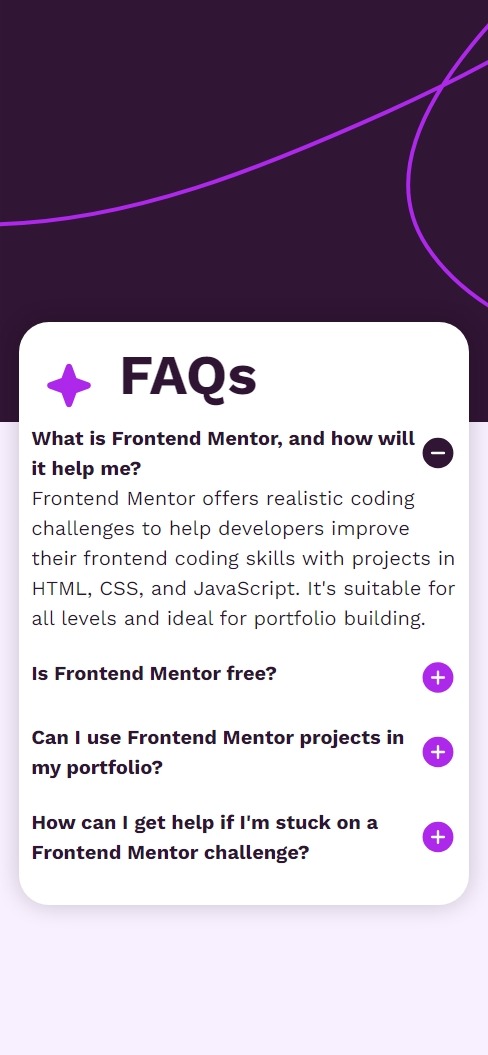 FAQs
What is Frontend Mentor, and how will
it help me?
Frontend Mentor offers realistic coding
challenges to help developers improve
their frontend coding skills with projects in
HTML, CSS, and JavaScript. It's suitable for
all levels and ideal for portfolio building.
Is Frontend Mentor free?
Can I use Frontend Mentor projects in
my portfolio?
How can I get help if I'm stuck on a
Frontend Mentor challenge?